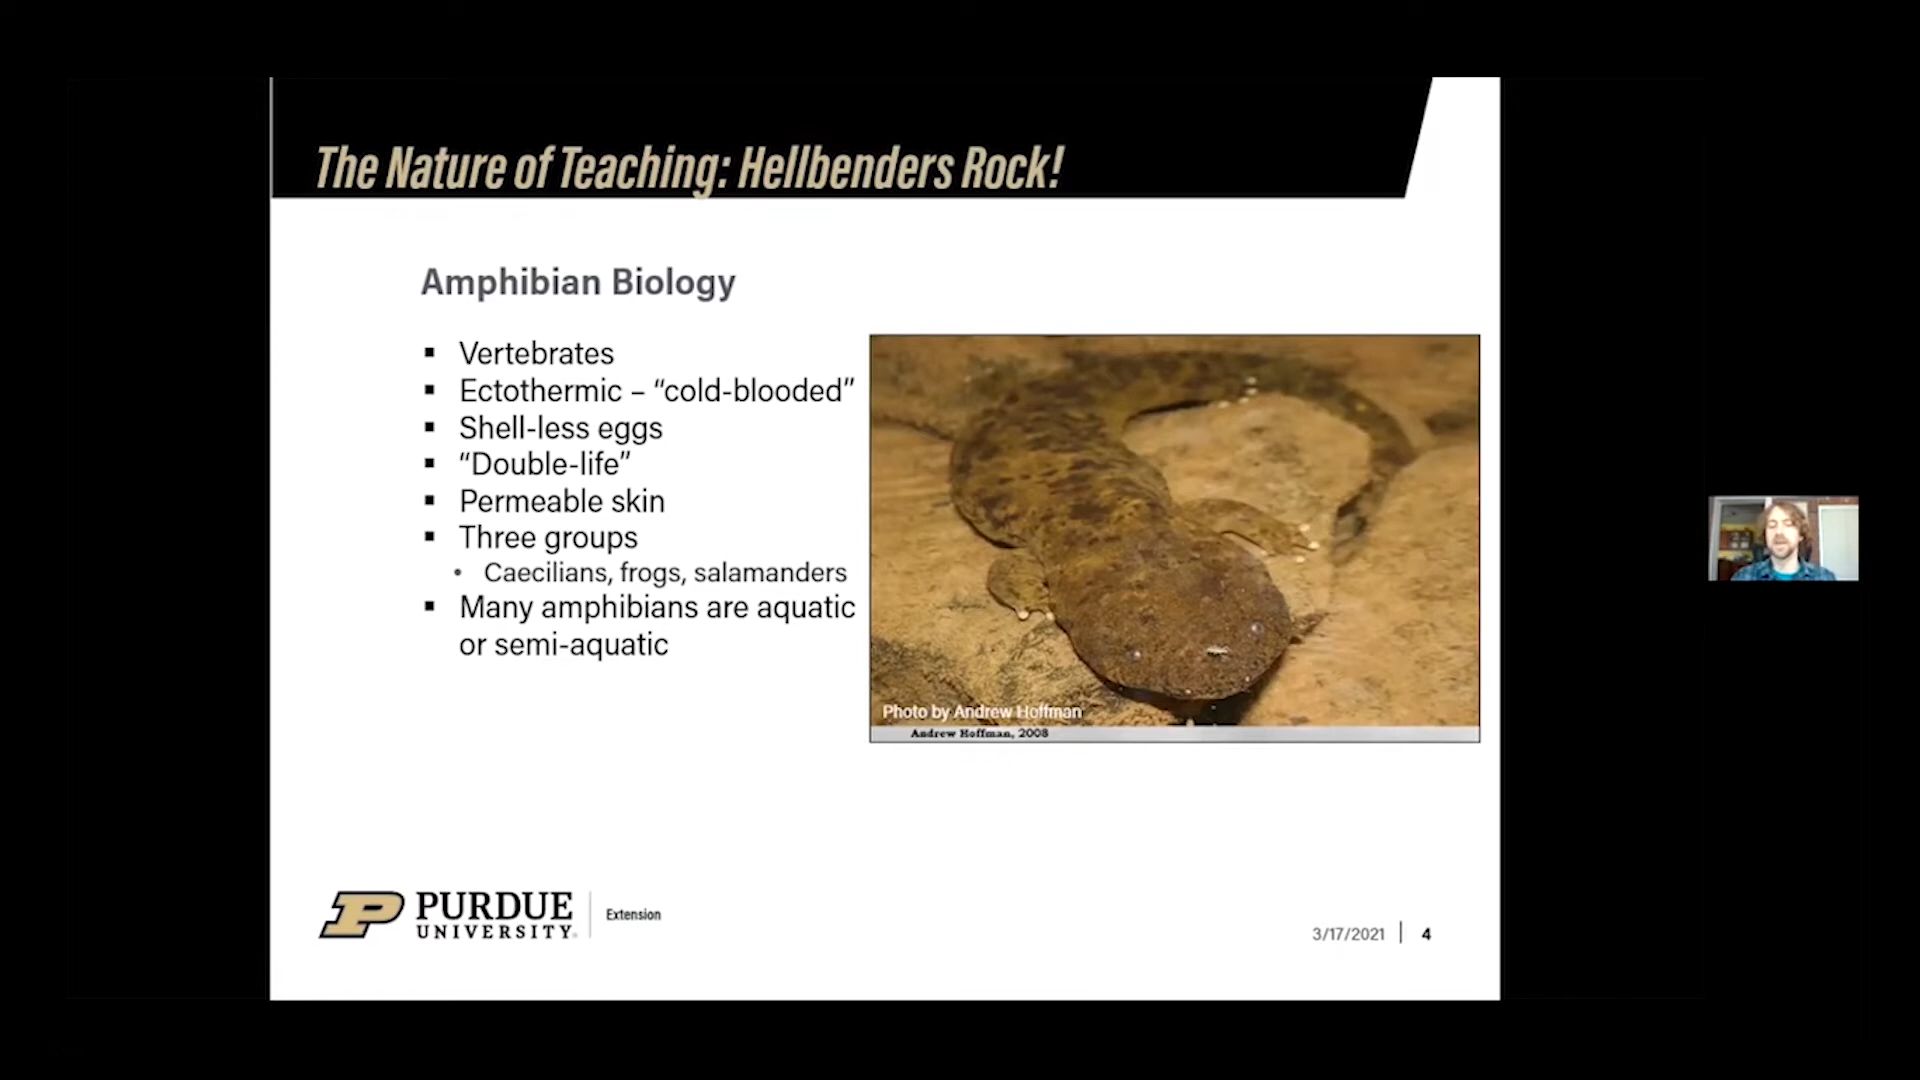 The Nature of Teaching: Hellbenders Rock!
Amphibian Biology
▪ Vertebrates
▪ Ectothermic – “cold-blooded”
▪ Shell-less eggs
▪ “Double-life”
▪ Permeable skin
▪ Three groups
• Caecilians, frogs, salamanders
▪ Many amphibians are aquatic
or semi-aquatic
Photo by Andrew Hoffman
Andrew Hoffman, 2008
P PURDUE
UNIVERSITY®
Extension
3/17/2021 | 4